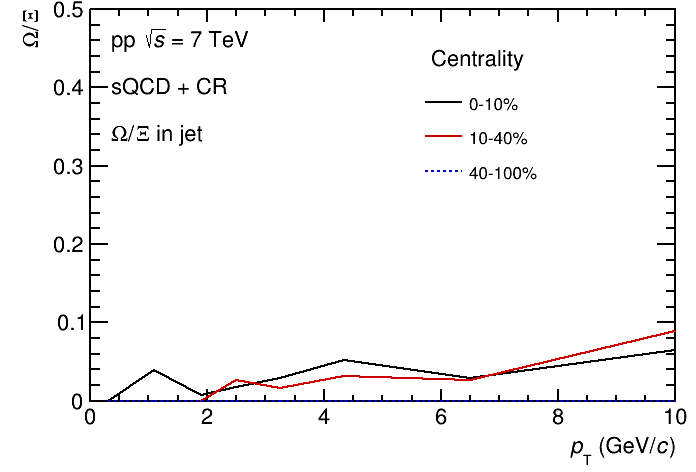 Ω/Ξ
0.5
0.4
0.3
0.2
0.1
0
pp √s = 7 TeV
sQCD + CR
Ω/Ξ in jet
Centrality
0-10%
10-40%
40-100%
0 2 4 6 8 10
p_T (GeV/c)